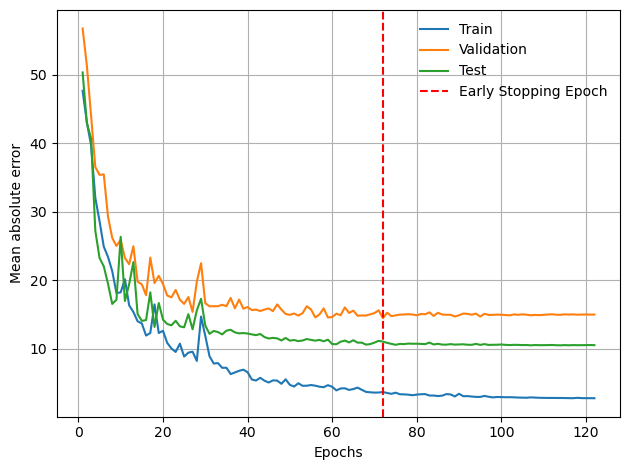 Train
Validation
Test
Early Stopping Epoch
Mean absolute error
50
40
30
20
10
0 20 40 60 80 100 120
Epochs